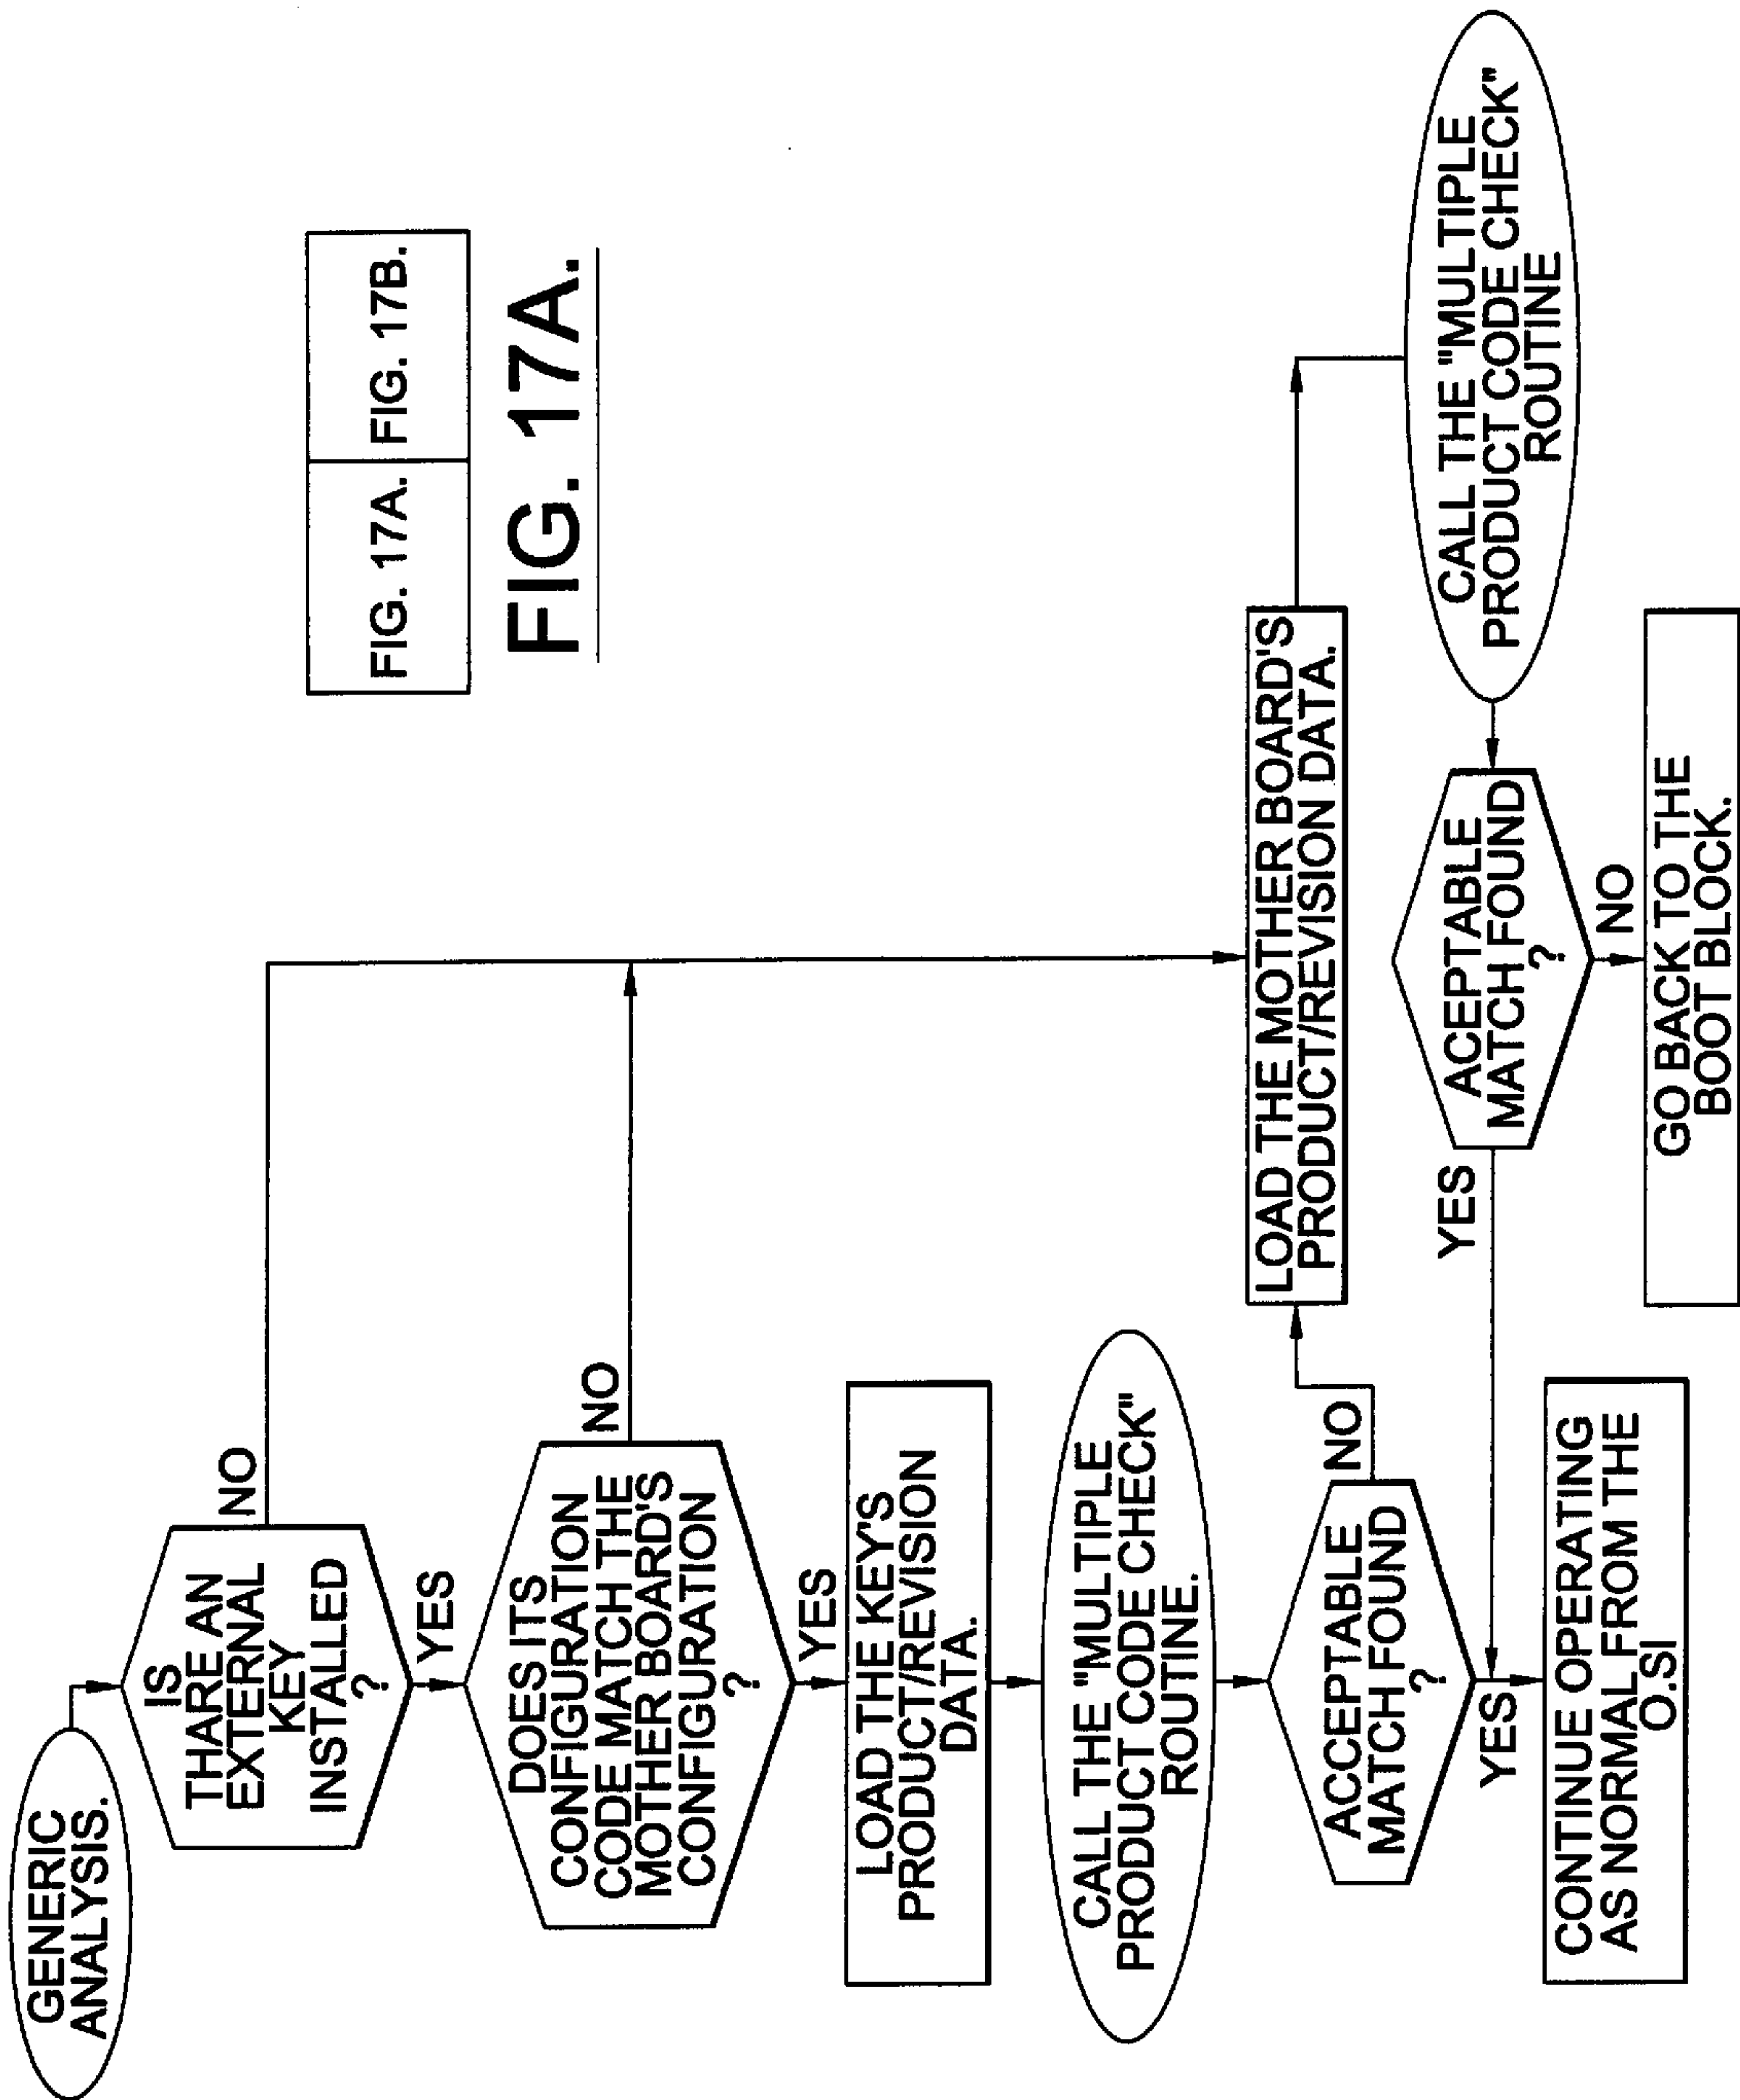 GENERIC
ANALYSIS.
IS
THARE AN
EXTERNAL
KEY
INSTALLED
?
NO
YES
DOES ITS
CONFIGURATION
CODE MATCH THE
MOTHER BOARD'S
CONFIGURATION
?
NO
YES
LOAD THE KEY'S
PRODUCT/REVISION
DATA.
CALL THE "MULTIPLE
PRODUCT CODE CHECK"
ROUTINE.
ACCEPTABLE
MATCH FOUND
?
NO
YES
CONTINUE OPERATING
AS NORMAL FROM THE
O.SI
LOAD THE MOTHER BOARD'S
PRODUCT/REVISION DATA.
CALL THE "MULTIPLE
PRODUCT CODE CHECK"
ROUTINE
ACEPTABLE
MATCH FOUND
?
YES
NO
GO BACK TO THE
BOOT BLOCK.
FIG. 17A. FIG. 17B.
FIG. 17A.